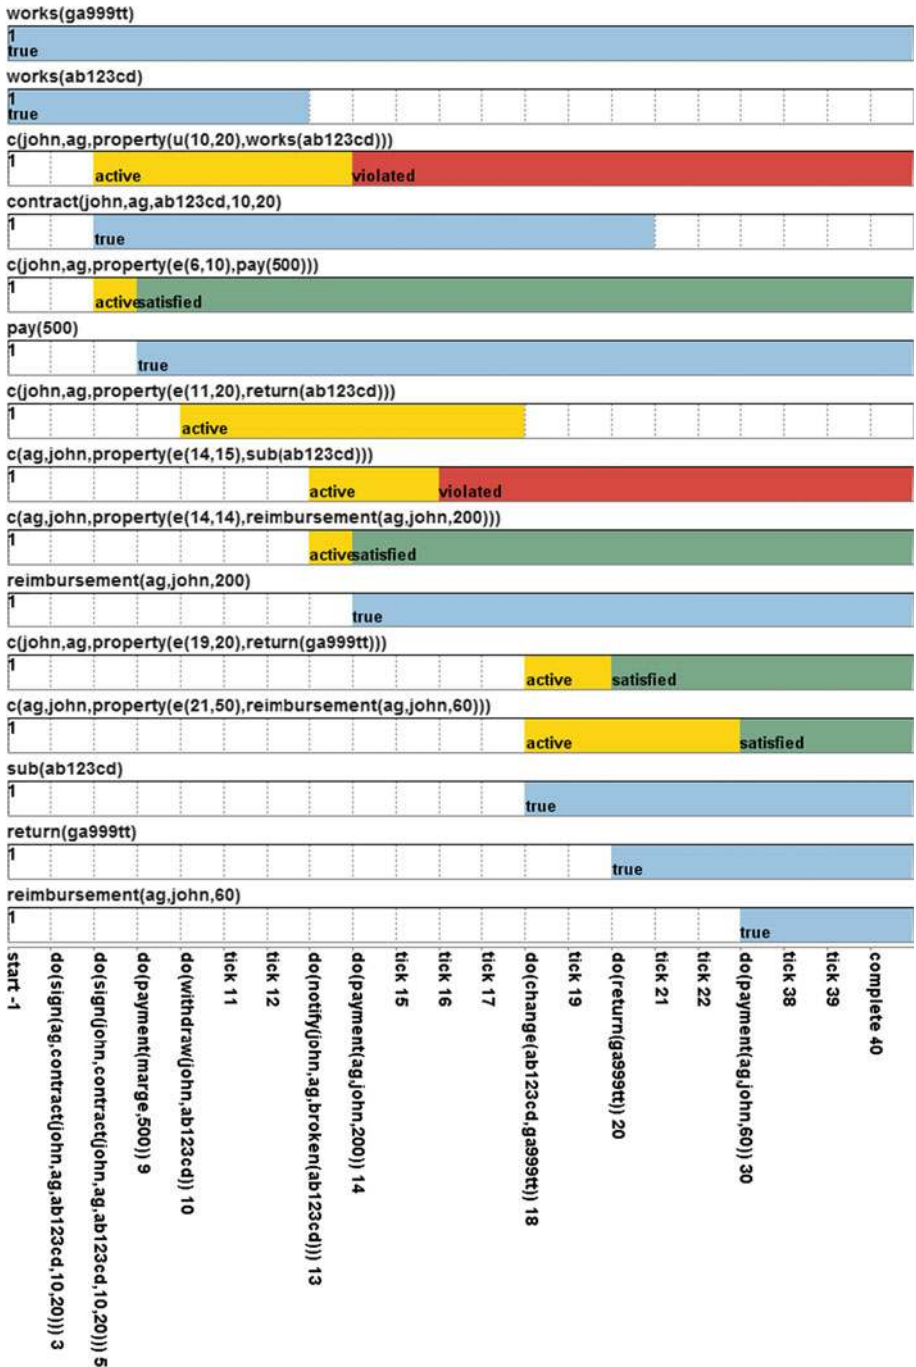 works(ga999tt)
1
true
works(ab123cd)
1
true
c(john,ag,property(u(10,20),works(ab123cd)))
1
active violated
contract(john,ag,ab123cd,10,20)
1
true
c(john,ag,property(e(6,10),pay(500)))
1
active satisfied
pay(500)
1
true
c(john,ag,property(e(11,20),return(ab123cd)))
1
active
c(ag,john,property(e(14,15),sub(ab123cd)))
1
active violated
c(ag,john,property(e(14,14),reimbursement(ag,john,200)))
1
active satisfied
reimbursement(ag,john,200)
1
true
c(john,ag,property(e(19,20),return(ga999tt)))
1
active satisfied
c(ag,john,property(e(21,50),reimbursement(ag,john,60)))
1
active satisfied
sub(ab123cd)
1
true
return(ga999tt)
1
true
reimbursement(ag,john,60)
1
true
start -1
do(sign(ag,contract(john,ag,ab123cd,10,20))) 3
do(sign(john,contract(john,ag,ab123cd,10,20))) 5
do(payment(marge,500)) 9
do(withdraw(john,ab123cd)) 10
tick 11
tick 12
do(notify(john,ag,broken(ab123cd))) 13
do(payment(ag,john,200)) 14
tick 15
tick 16
tick 17
do(change(ab123cd,ga999tt)) 18
tick 19
do(return(ga999tt)) 20
tick 21
tick 22
do(payment(ag,john,60)) 30
tick 38
tick 39
complete 40